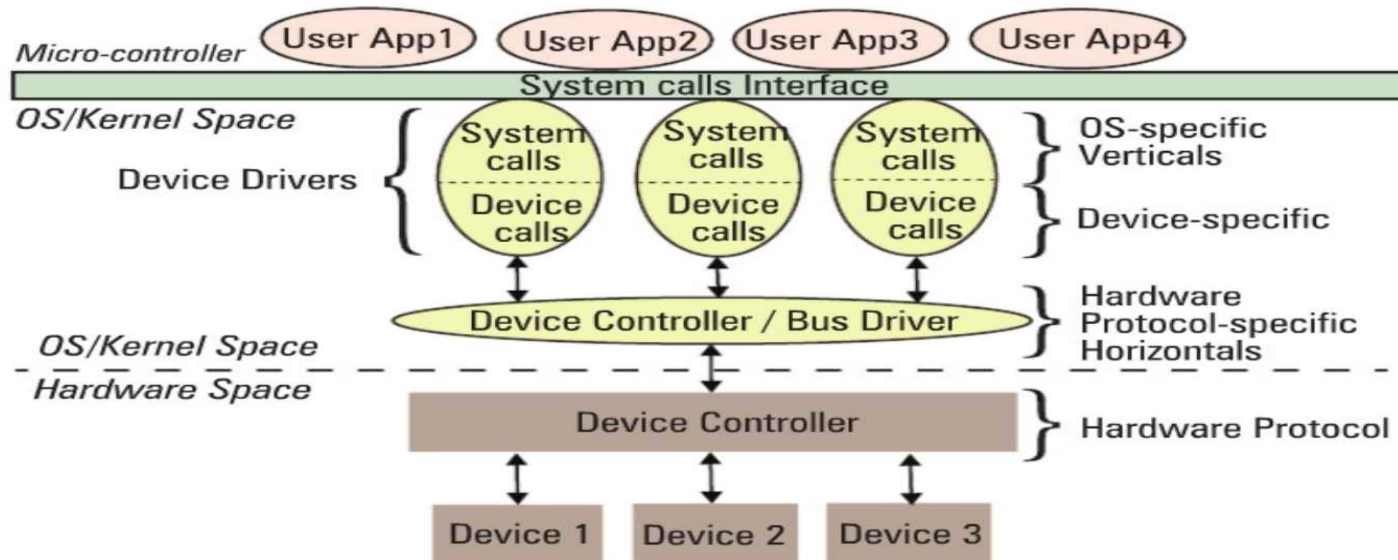 User App1
User App2
User App3
User App4
Micro-controller
System calls Interface
OS/Kernel Space
Device Drivers
System
calls
Device
calls
System
calls
Device
calls
System
calls
Device
calls
OS-specific
Verticals
Device-specific
Device Controller / Bus Driver
Hardware
Protocol-specific
Horizontals
OS/Kernel Space
Hardware Space
Device Controller
Hardware Protocol
Device 1
Device 2
Device 3